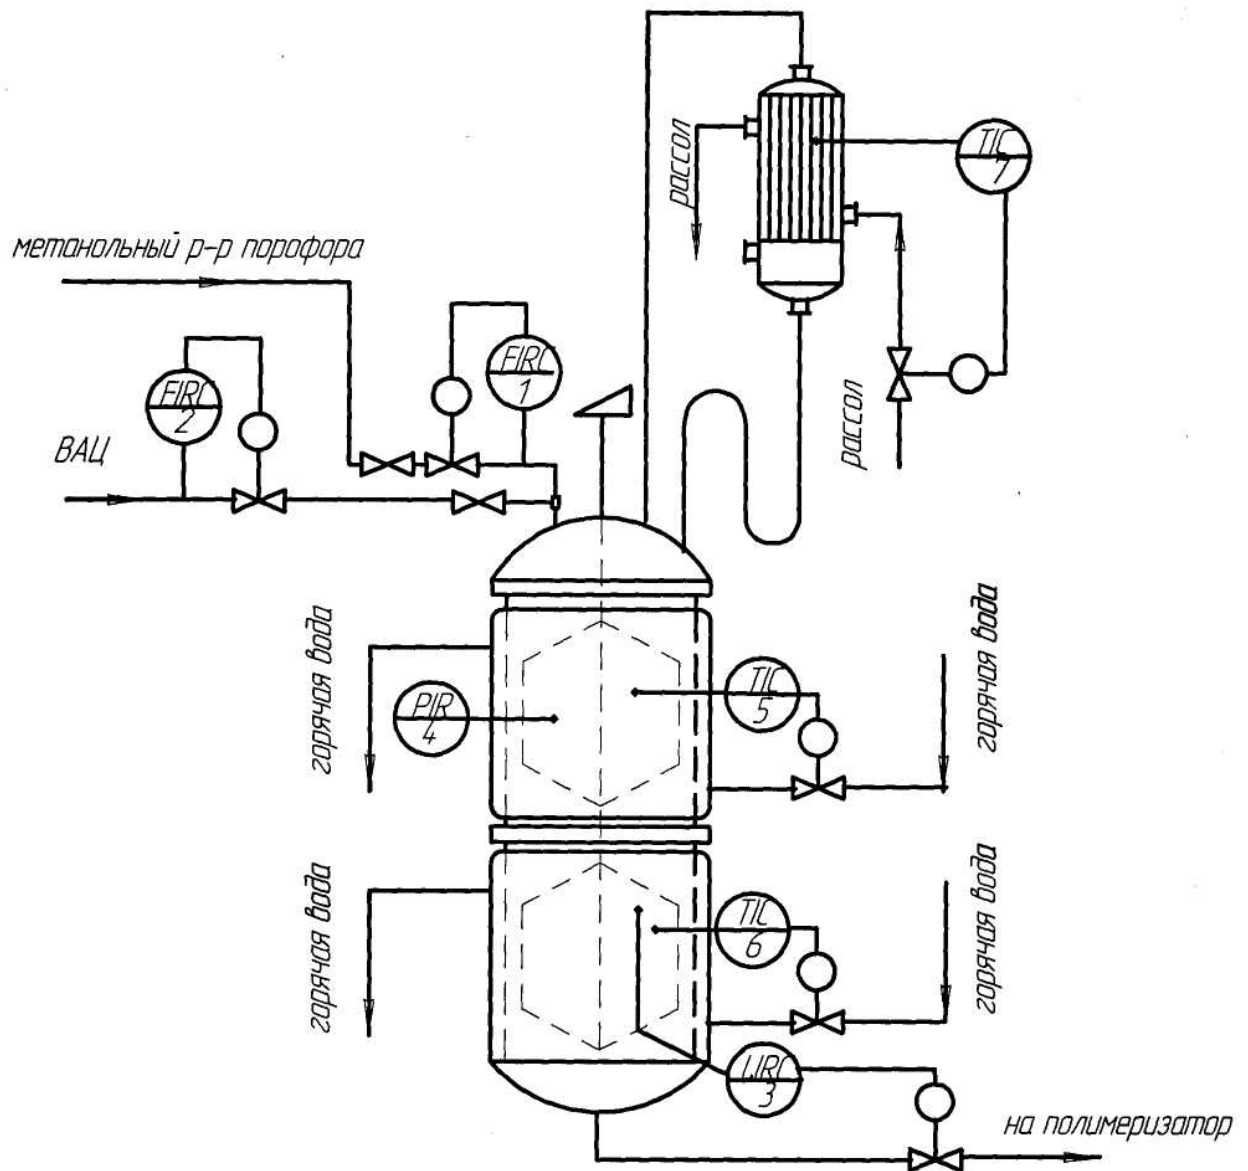 рассол
TIC
7
метанольный р-р порофора
FIRC
1
FIRC
2
ВАЦ
рассол
горячая вода
горячая вода
TIC
5
PIR
4
горячая вода
горячая вода
TIC
6
LIRC
3
на полимеризатор